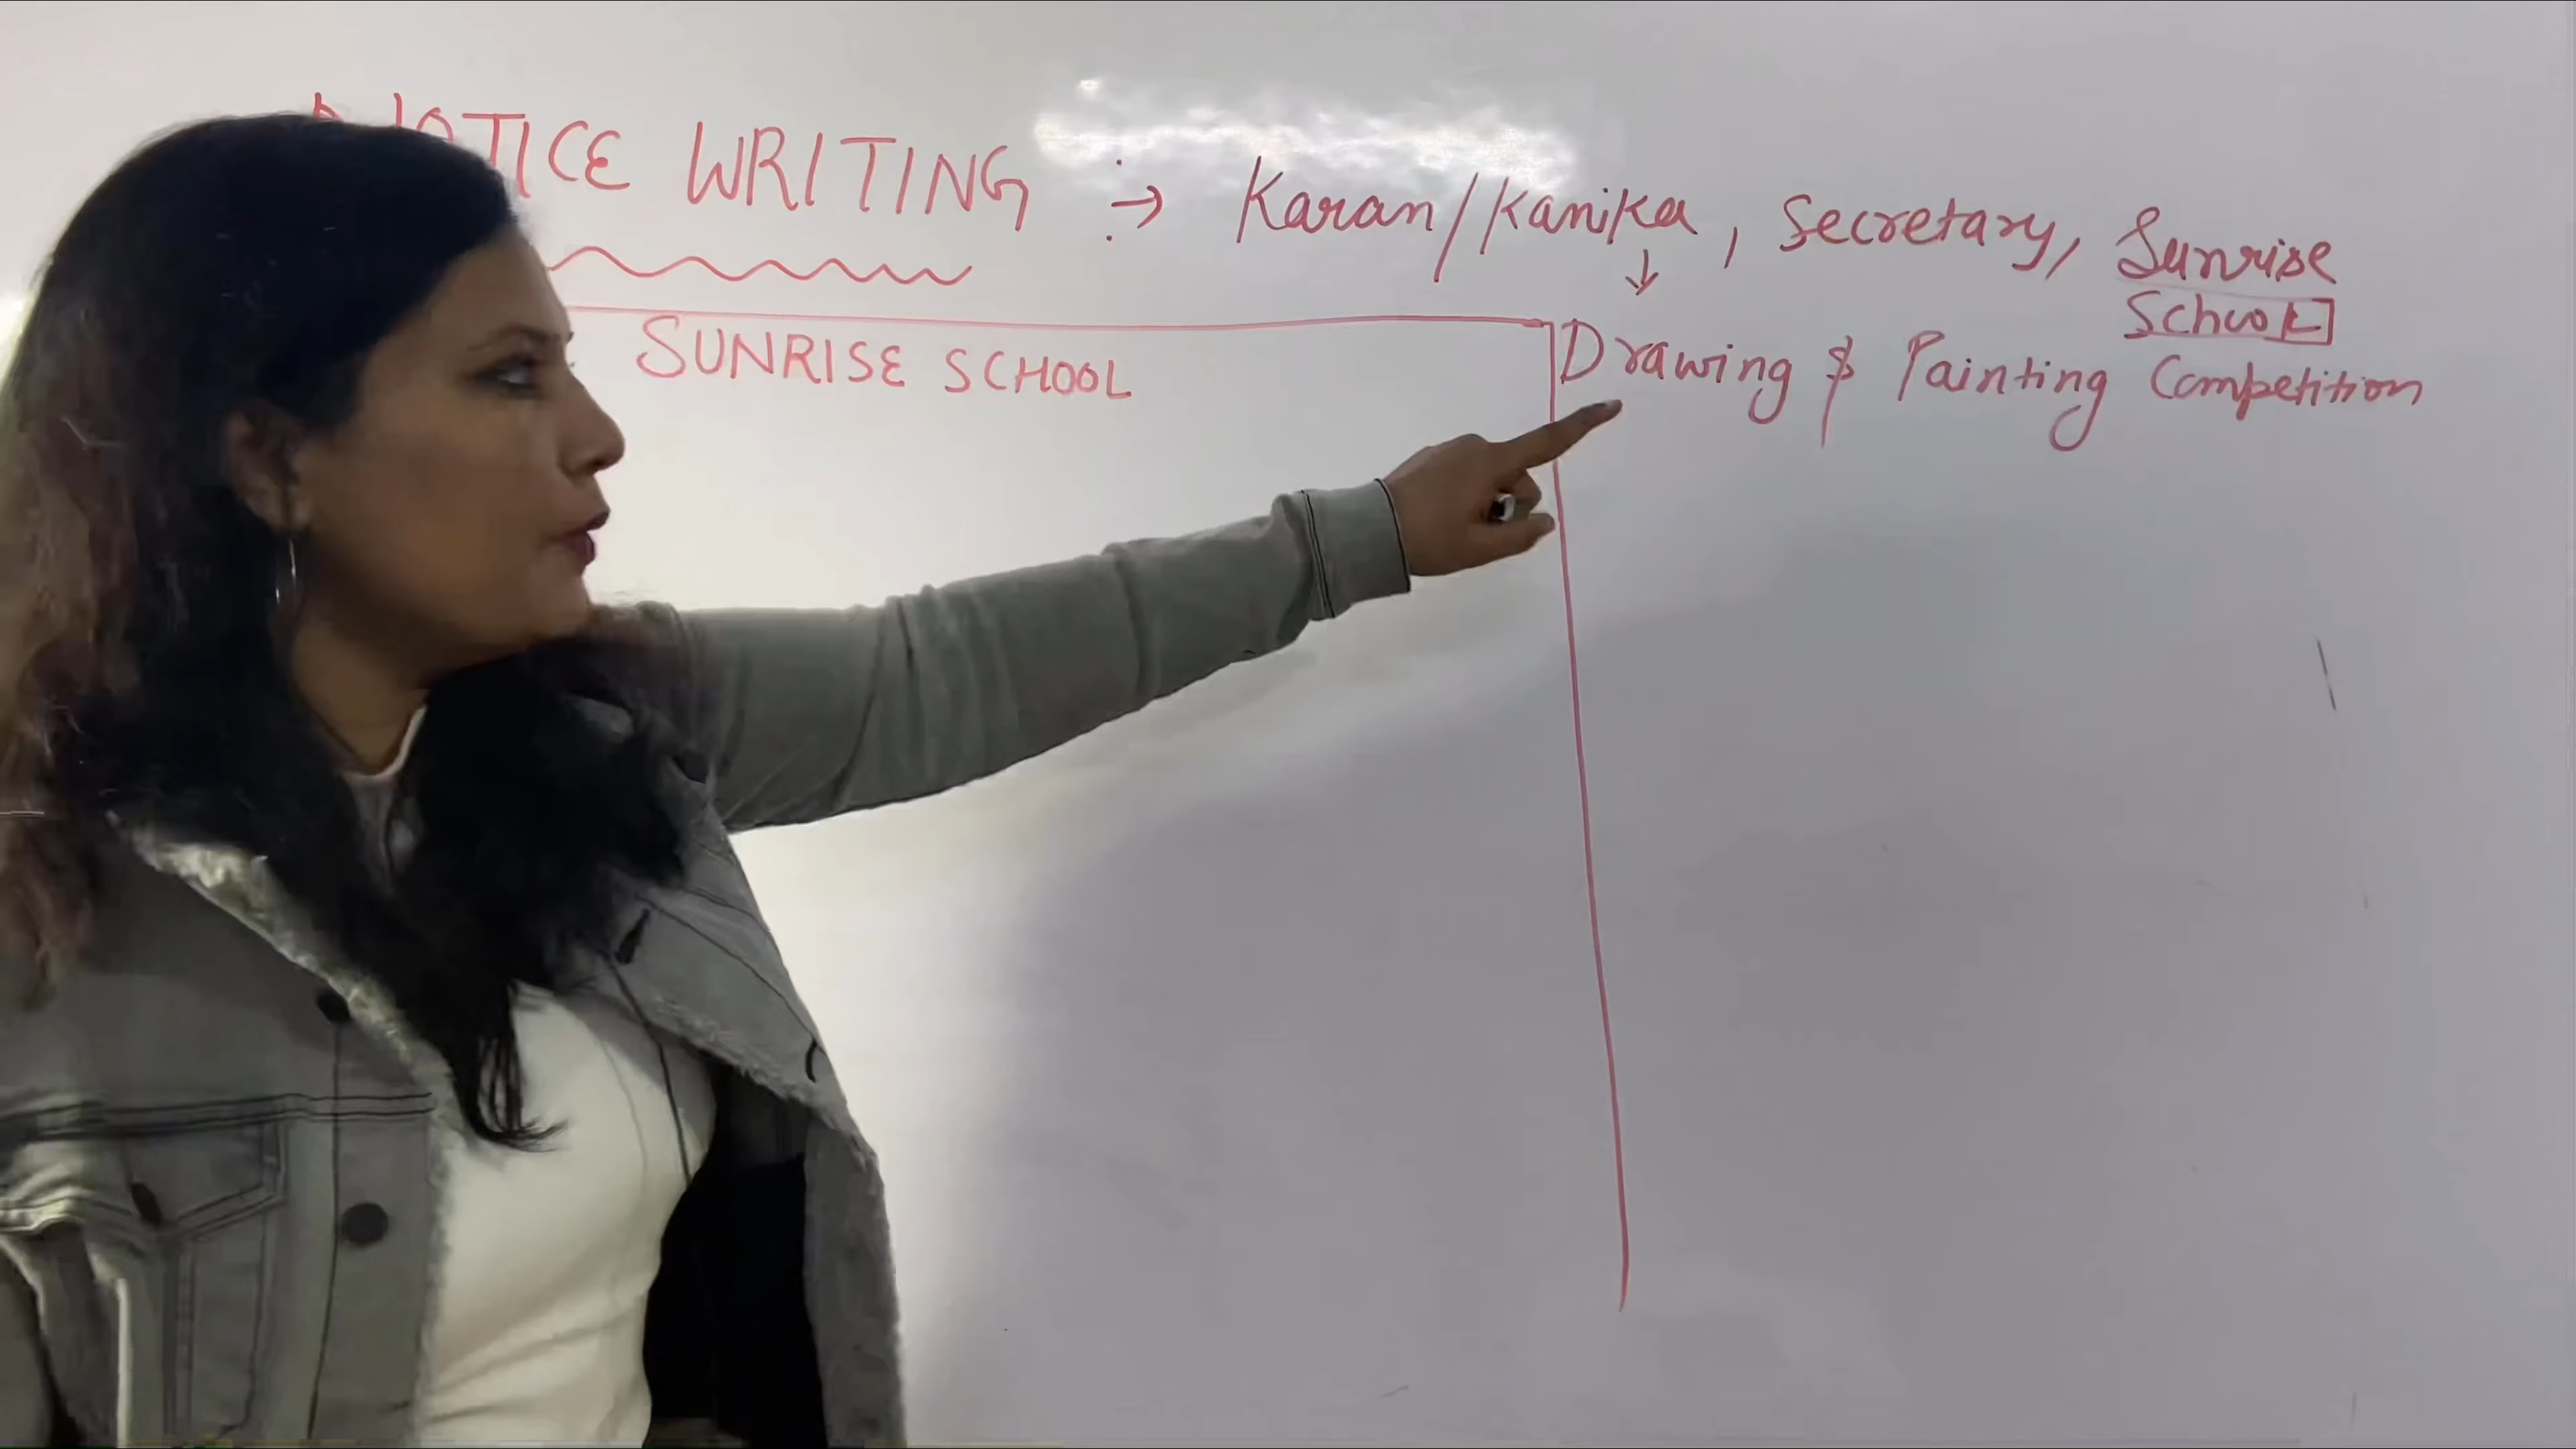 NOTICE WRITING :→ Karan/Kanika, Secretary, Sunrise
School
↓
SUNRISE SCHOOL
Drawing & Painting Competition